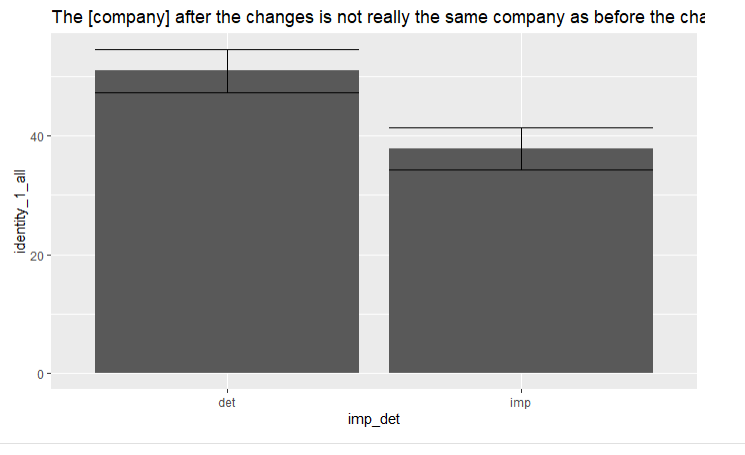 The [company] after the changes is not really the same company as before the
identity_1_all
40
20
0
det
imp
imp_det